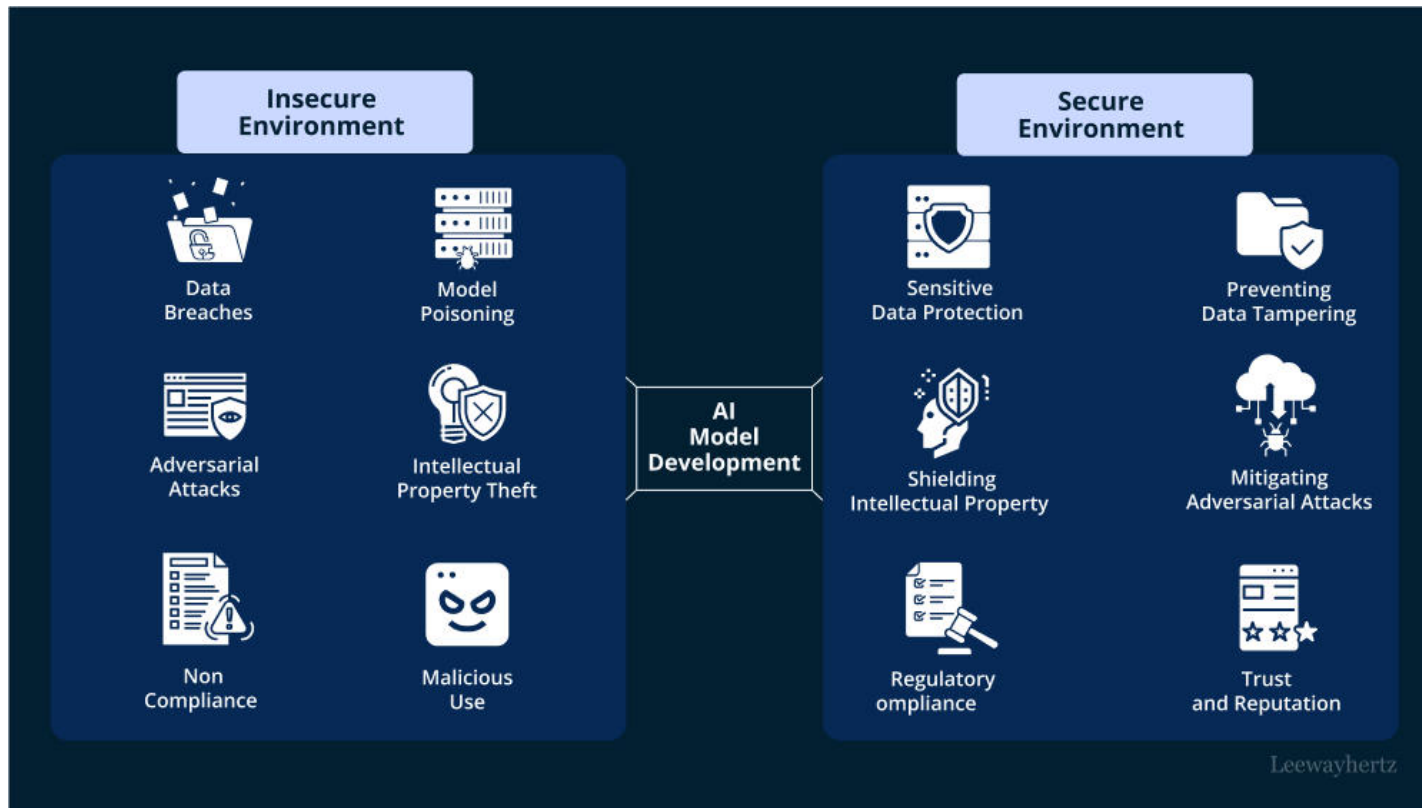 Insecure
Environment
Data
Breaches
Model
Poisoning
Adversarial
Attacks
Intellectual
Property Theft
Non
Compliance
Malicious
Use
AI
Model
Development
Secure
Environment
Sensitive
Data Protection
Preventing
Data Tampering
Shielding
Intellectual Property
Mitigating
Adversarial Attacks
Regulatory
ompliance
Trust
and Reputation
Leewayhertz